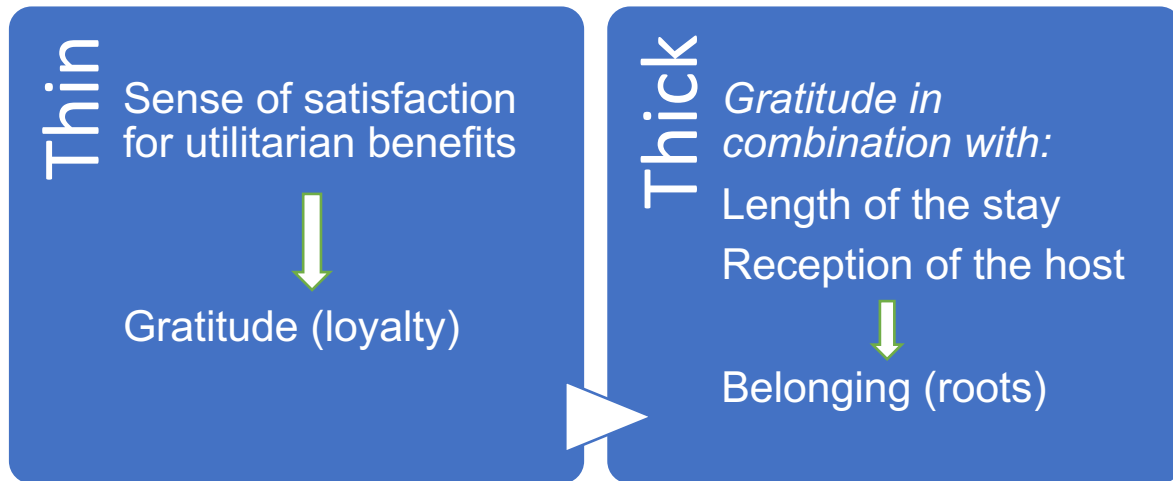 Thin
Sense of satisfaction
for utilitarian benefits
Gratitude (loyalty)
Thick
Gratitude in
combination with:
Length of the stay
Reception of the host
Belonging (roots)